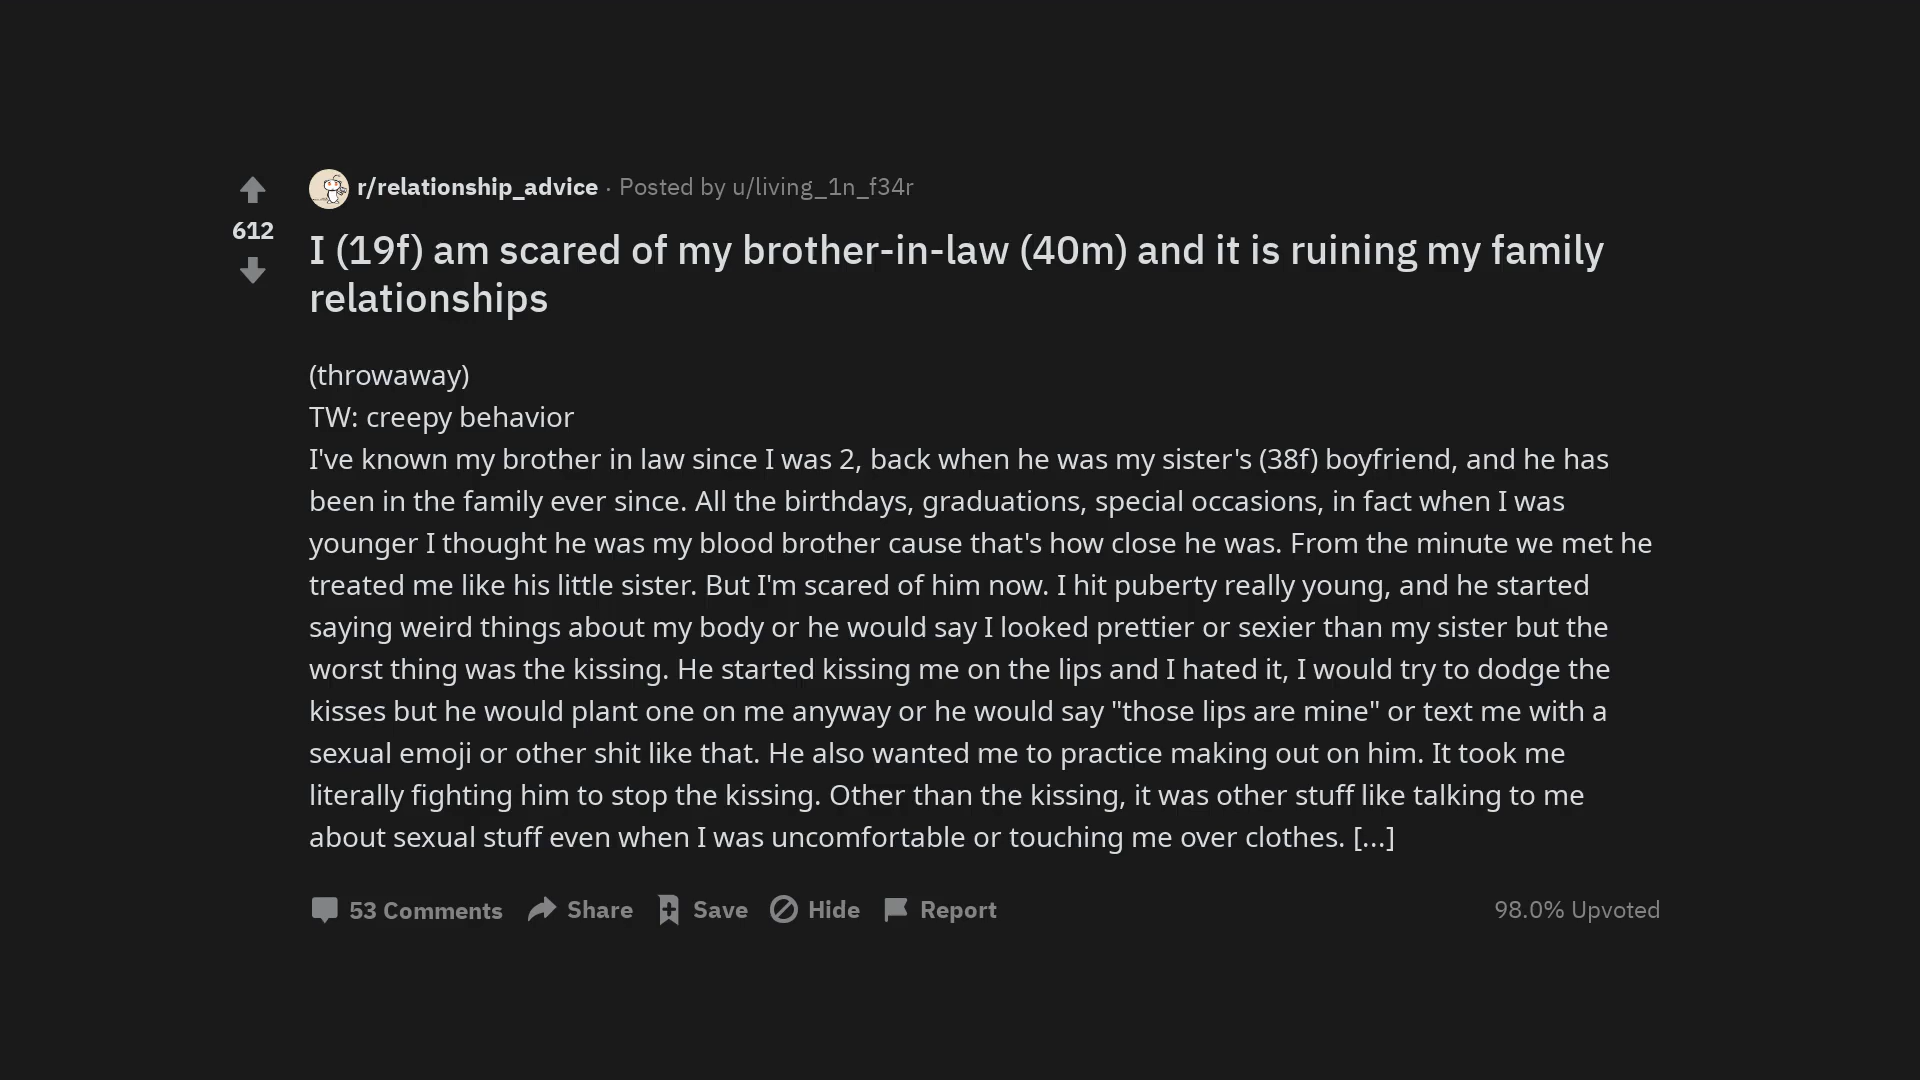 r/relationship_advice · Posted by u/living_1n_f34r
612
I (19f) am scared of my brother-in-law (40m) and it is ruining my family
relationships
(throwaway)
TW: creepy behavior
I've known my brother in law since I was 2, back when he was my sister's (38f) boyfriend, and he has
been in the family ever since. All the birthdays, graduations, special occasions, in fact when I was
younger I thought he was my blood brother cause that's how close he was. From the minute we met he
treated me like his little sister. But I'm scared of him now. I hit puberty really young, and he started
saying weird things about my body or he would say I looked prettier or sexier than my sister but the
worst thing was the kissing. He started kissing me on the lips and I hated it, I would try to dodge the
kisses but he would plant one on me anyway or he would say "those lips are mine" or text me with a
sexual emoji or other shit like that. He also wanted me to practice making out on him. It took me
literally fighting him to stop the kissing. Other than the kissing, it was other stuff like talking to me
about sexual stuff even when I was uncomfortable or touching me over clothes. [...]
53 Comments Share Save Hide Report 98.0% Upvoted